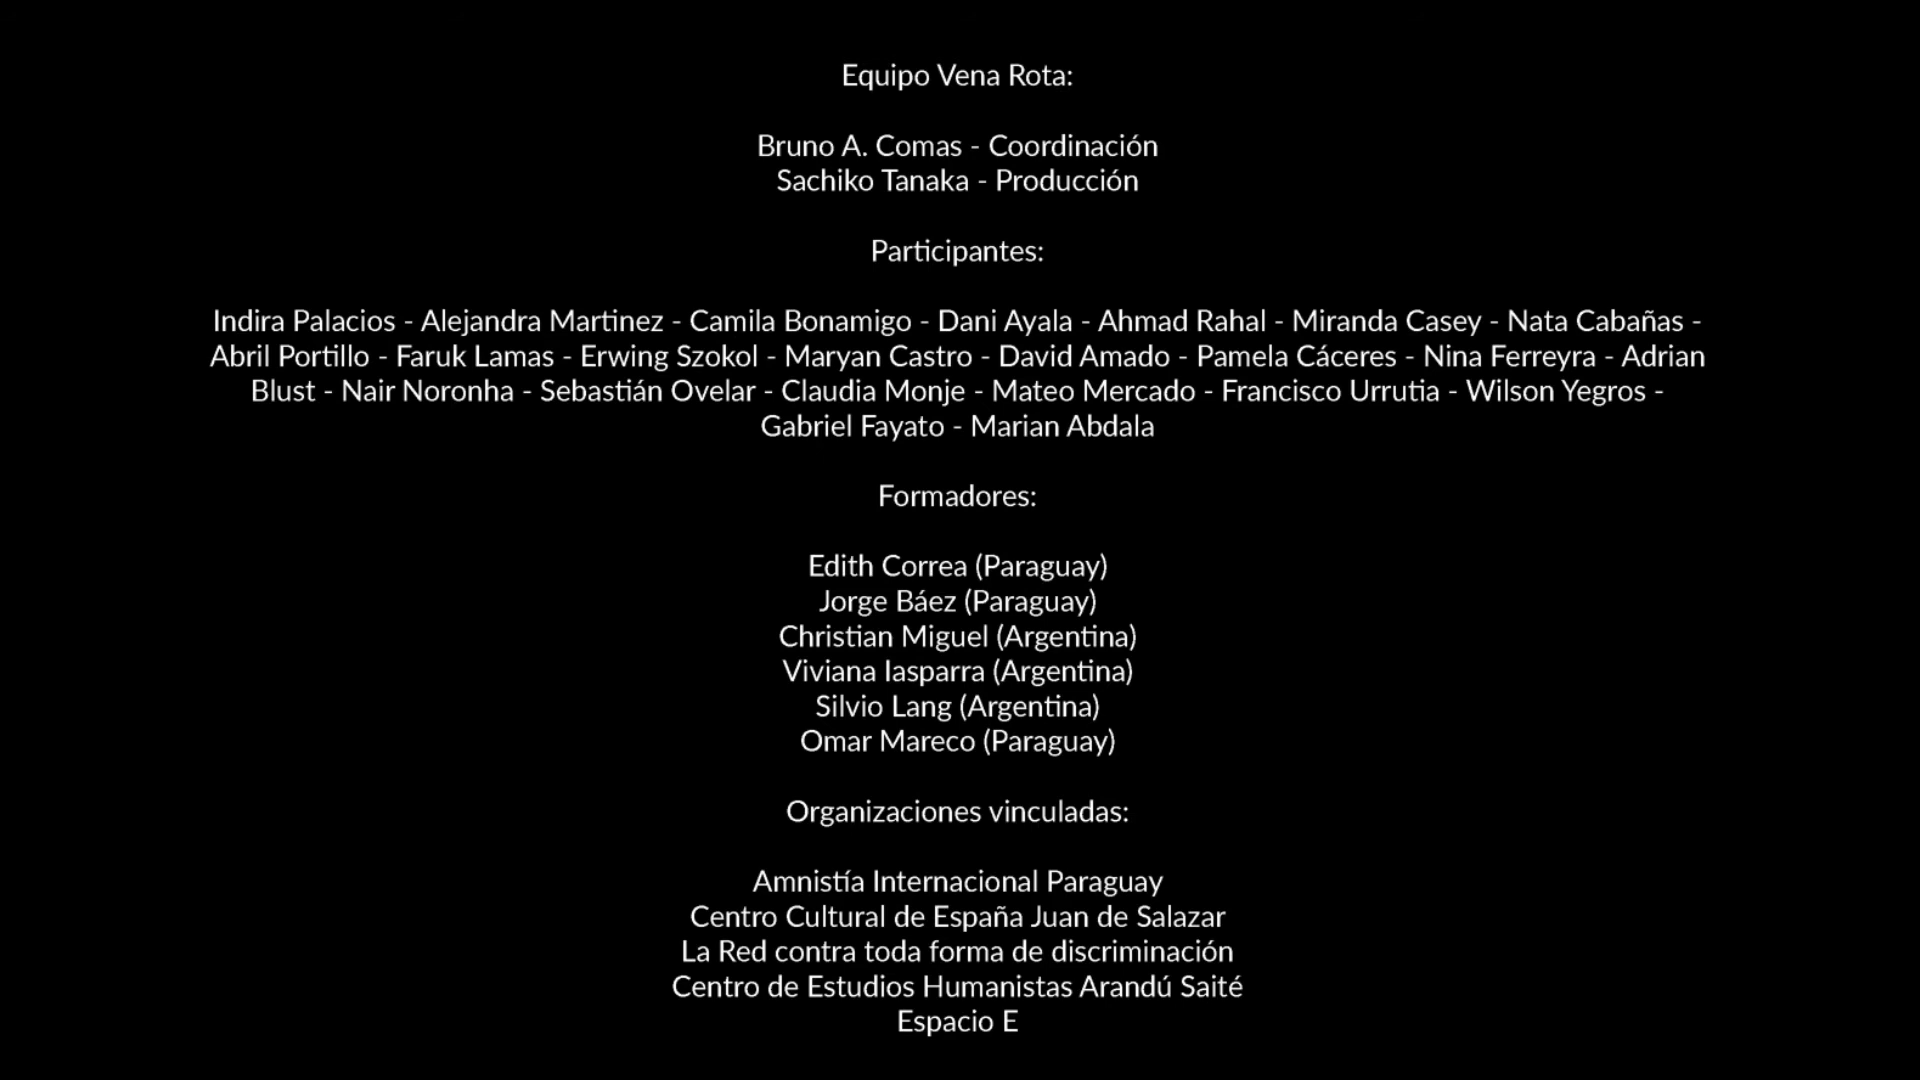 Equipo Vena Rota:
Bruno A. Comas - Coordinación
Sachiko Tanaka - Producción
Participantes:
Indira Palacios - Alejandra Martinez - Camila Bonamigo - Dani Ayala - Ahmad Rahal - Miranda Casey - Nata Cabañas -
Abril Portillo - Faruk Lamas - Erwing Szokol - Maryan Castro - David Amado - Pamela Cáceres - Nina Ferreyra - Adrian
Blust - Nair Noronha - Sebastián Ovelar - Claudia Monje - Mateo Mercado - Francisco Urrutia - Wilson Yegros -
Gabriel Fayato - Marian Abdala
Formadores:
Edith Correa (Paraguay)
Jorge Báez (Paraguay)
Christian Miguel (Argentina)
Viviana Iasparra (Argentina)
Silvio Lang (Argentina)
Omar Mareco (Paraguay)
Organizaciones vinculadas:
Amnistía Internacional Paraguay
Centro Cultural de España Juan de Salazar
La Red contra toda forma de discriminación
Centro de Estudios Humanistas Arandú Saité
Espacio E